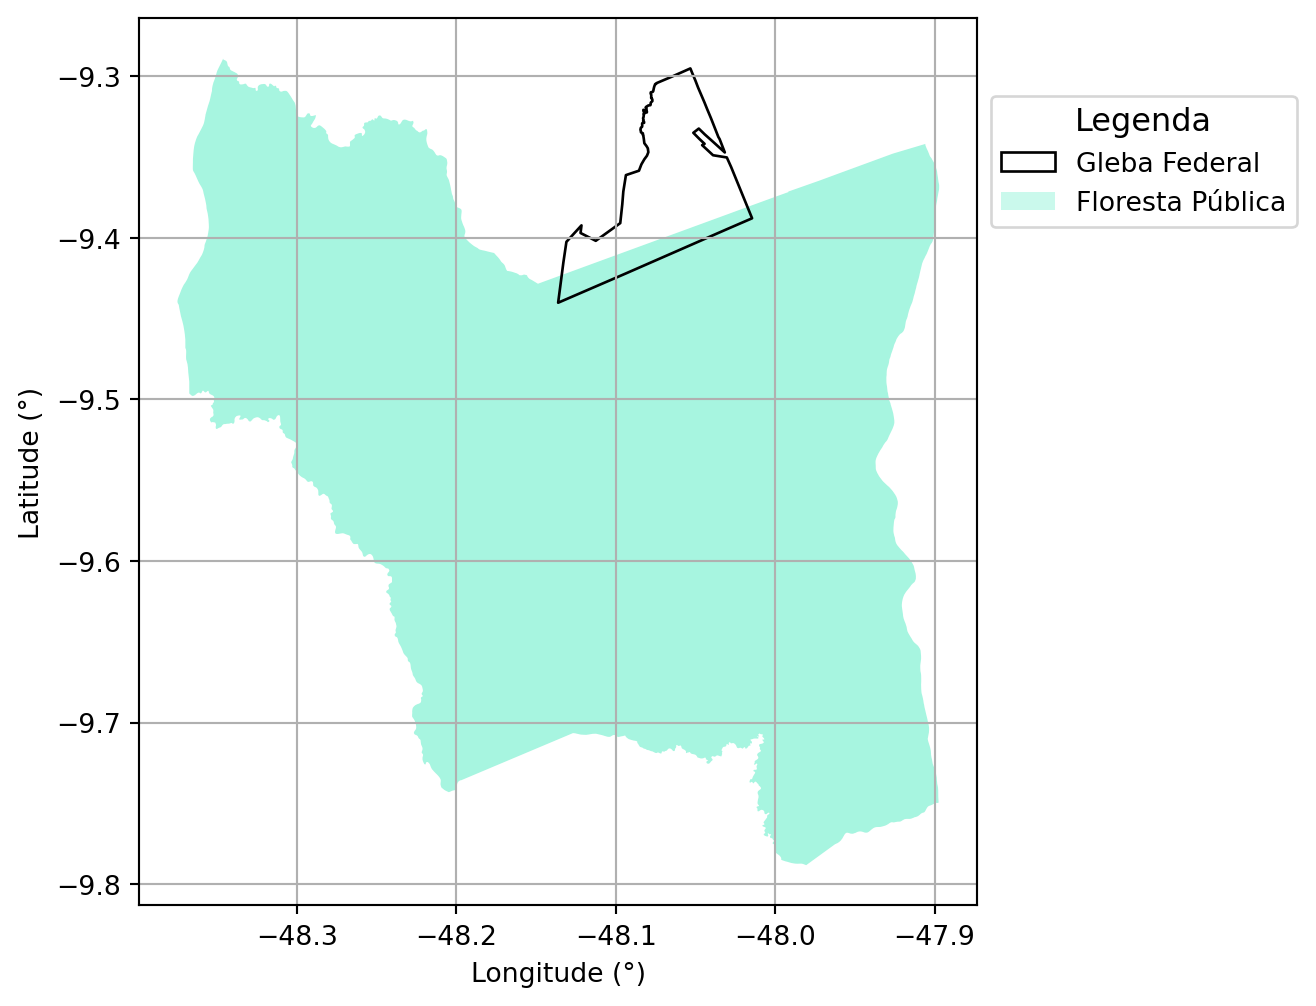 −9.3
−9.4
−9.5
−9.6
−9.7
−9.8
Latitude (°)
−48.3
−48.2
−48.1
−48.0
−47.9
Longitude (°)
Legenda
Gleba Federal
Floresta Pública